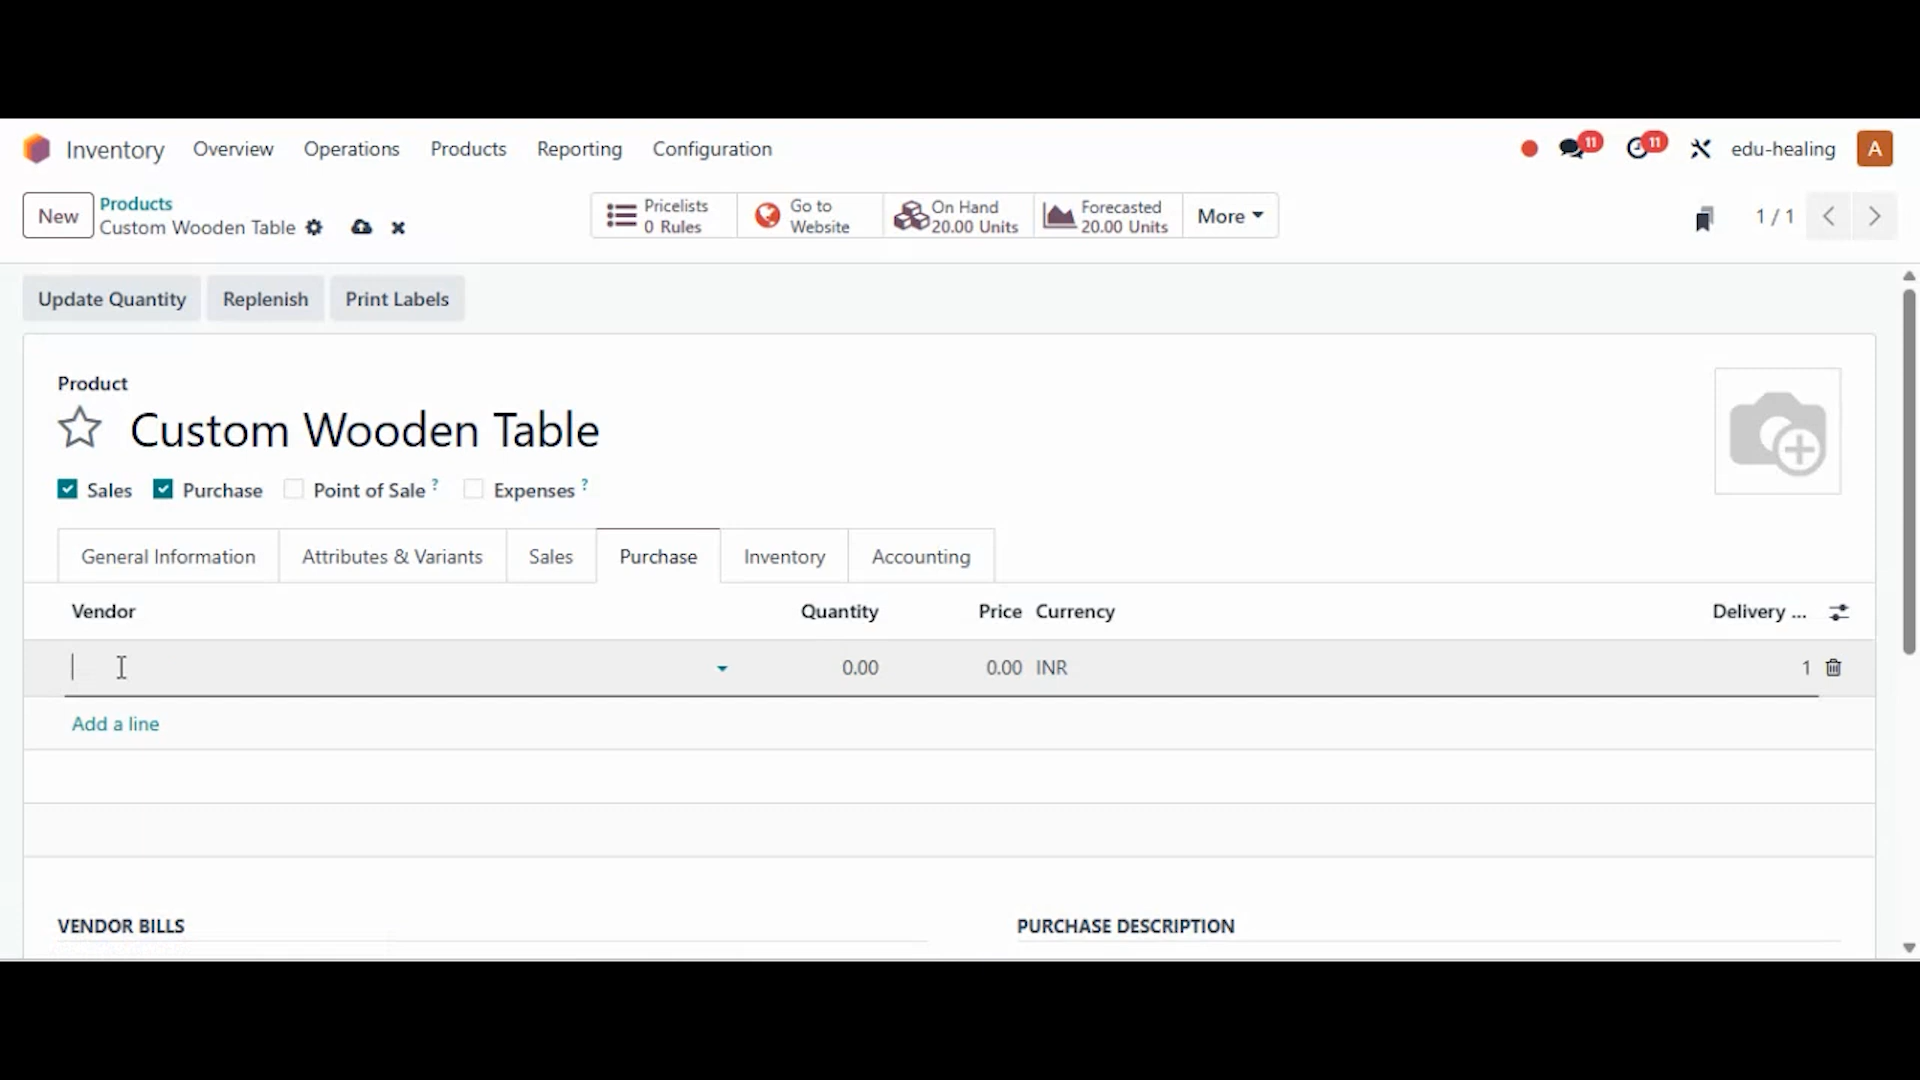 Inventory Overview Operations Products Reporting Configuration 11 11 edu-healing A
New Products Custom Wooden Table
Pricelists 0 Rules
Go to Website
On Hand 20.00 Units
Forecasted 20.00 Units
More
1 / 1
Update Quantity Replenish Print Labels
Product
Custom Wooden Table
Sales Purchase Point of Sale ? Expenses ?
General Information Attributes & Variants Sales Purchase Inventory Accounting
Vendor Quantity Price Currency Delivery ...
0.00 0.00 INR 1
Add a line
VENDOR BILLS PURCHASE DESCRIPTION